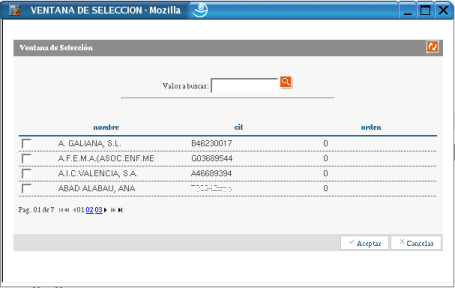 VENTANA DE SELECCION - Mozilla
Ventana de Selección
Valor a buscar:
nombre cif orden
A. GALIANA, S.L. B46230017 0
A.F.E.M.A.(ASOC.ENF.ME G03689544 0
A.I.C.VALENCIA, S.A. A46689394 0
ABAD ALABAU, ANA 0
Pag. 01 de 7 01 02 03
Aceptar Cancelar